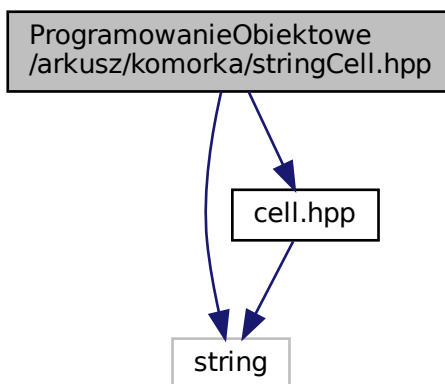 ProgramowanieObiektowe
/arkusz/komorka/stringCell.hpp
cell.hpp
string